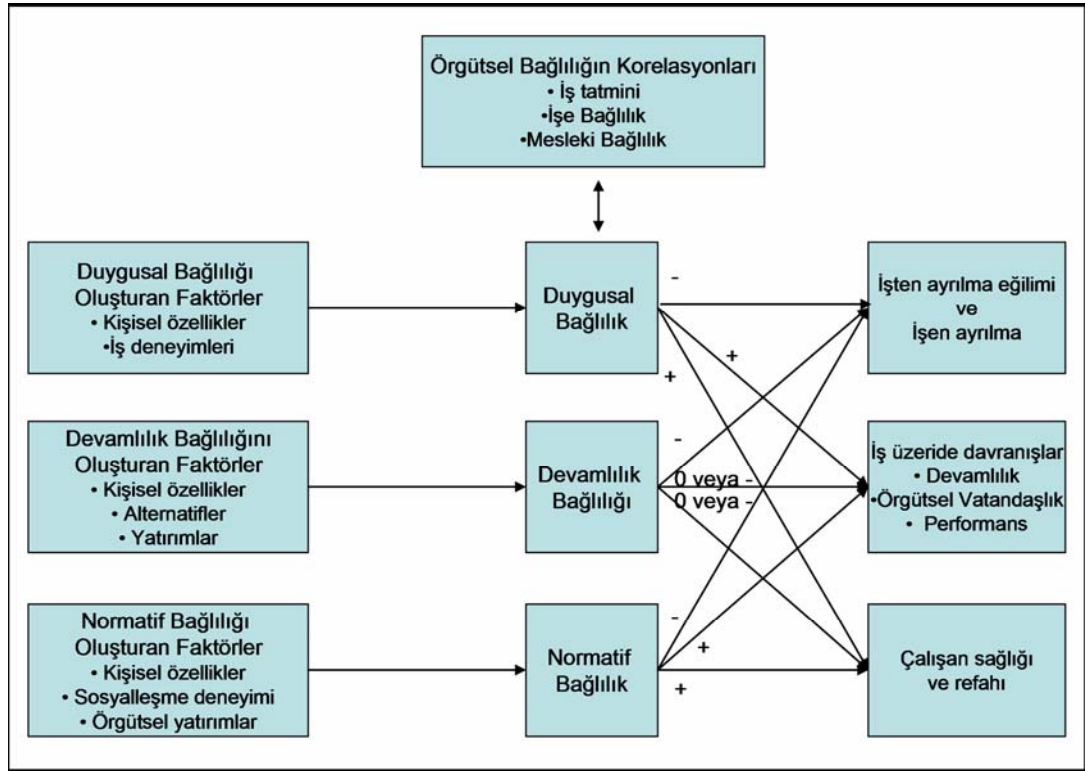 Örgütsel Bağlılığın Korelasyonları
• İş tatmini
•İşe Bağlılık
•Mesleki Bağlılık
Duygusal Bağlılığı
Oluşturan Faktörler
• Kişisel özellikler
•İş deneyimleri
Duygusal
Bağlılık
-
+
+
İşten ayrılma eğilimi
ve
İşen ayrılma
Devamlılık Bağlılığını
Oluşturan Faktörler
• Kişisel özellikler
• Alternatifler
• Yatırımlar
Devamlılık
Bağlılığı
-
0 veya -
0 veya -
İş üzeride davranışlar
• Devamlılık
•Örgütsel Vatandaşlık
• Performans
Normatif Bağlılığı
Oluşturan Faktörler
• Kişisel özellikler
• Sosyalleşme deneyimi
• Örgütsel yatırımlar
Normatif
Bağlılık
-
+
+
Çalışan sağlığı
ve refahı